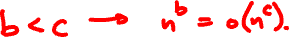 b < c → n^b = o(n^c).